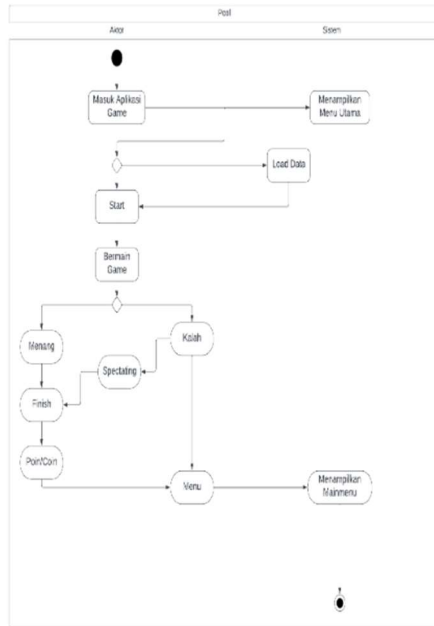 Pool
Aktor
Sistem
Masuk Aplikasi
Game
Menampilkan
Menu Utama
Load Data
Start
Bermain
Game
Menang
Kalah
Spectating
Finish
Poin/Coin
Menu
Menampilkan
Mainmenu